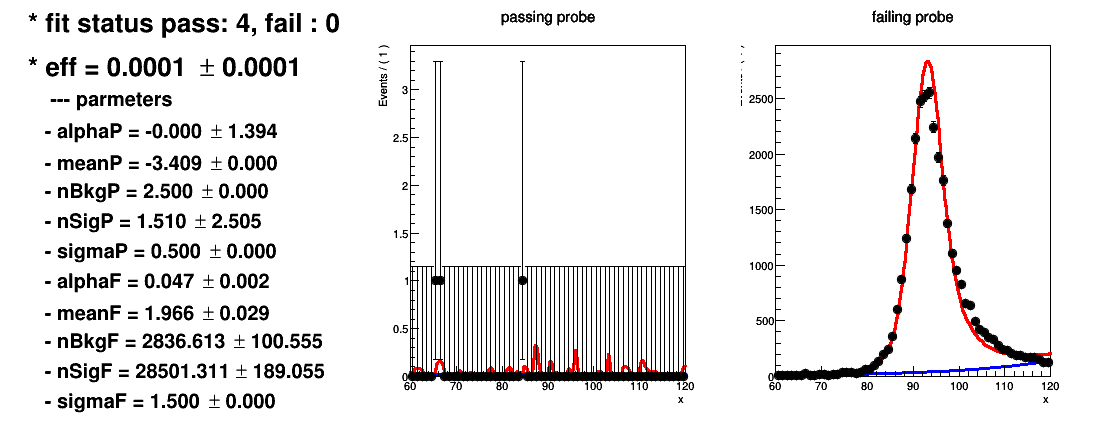 * fit status pass: 4, fail : 0
* eff = 0.0001 ± 0.0001
--- parmeters
- alphaP = -0.000 ± 1.394
- meanP = -3.409 ± 0.000
- nBkgP = 2.500 ± 0.000
- nSigP = 1.510 ± 2.505
- sigmaP = 0.500 ± 0.000
- alphaF = 0.047 ± 0.002
- meanF = 1.966 ± 0.029
- nBkgF = 2836.613 ± 100.555
- nSigF = 28501.311 ± 189.055
- sigmaF = 1.500 ± 0.000
passing probe
Events / ( 1 )
3
2.5
2
1.5
1
0.5
0
60 70 80 90 100 110 120
x
failing probe
2500
2000
1500
1000
500
0
60 70 80 90 100 110 120
x